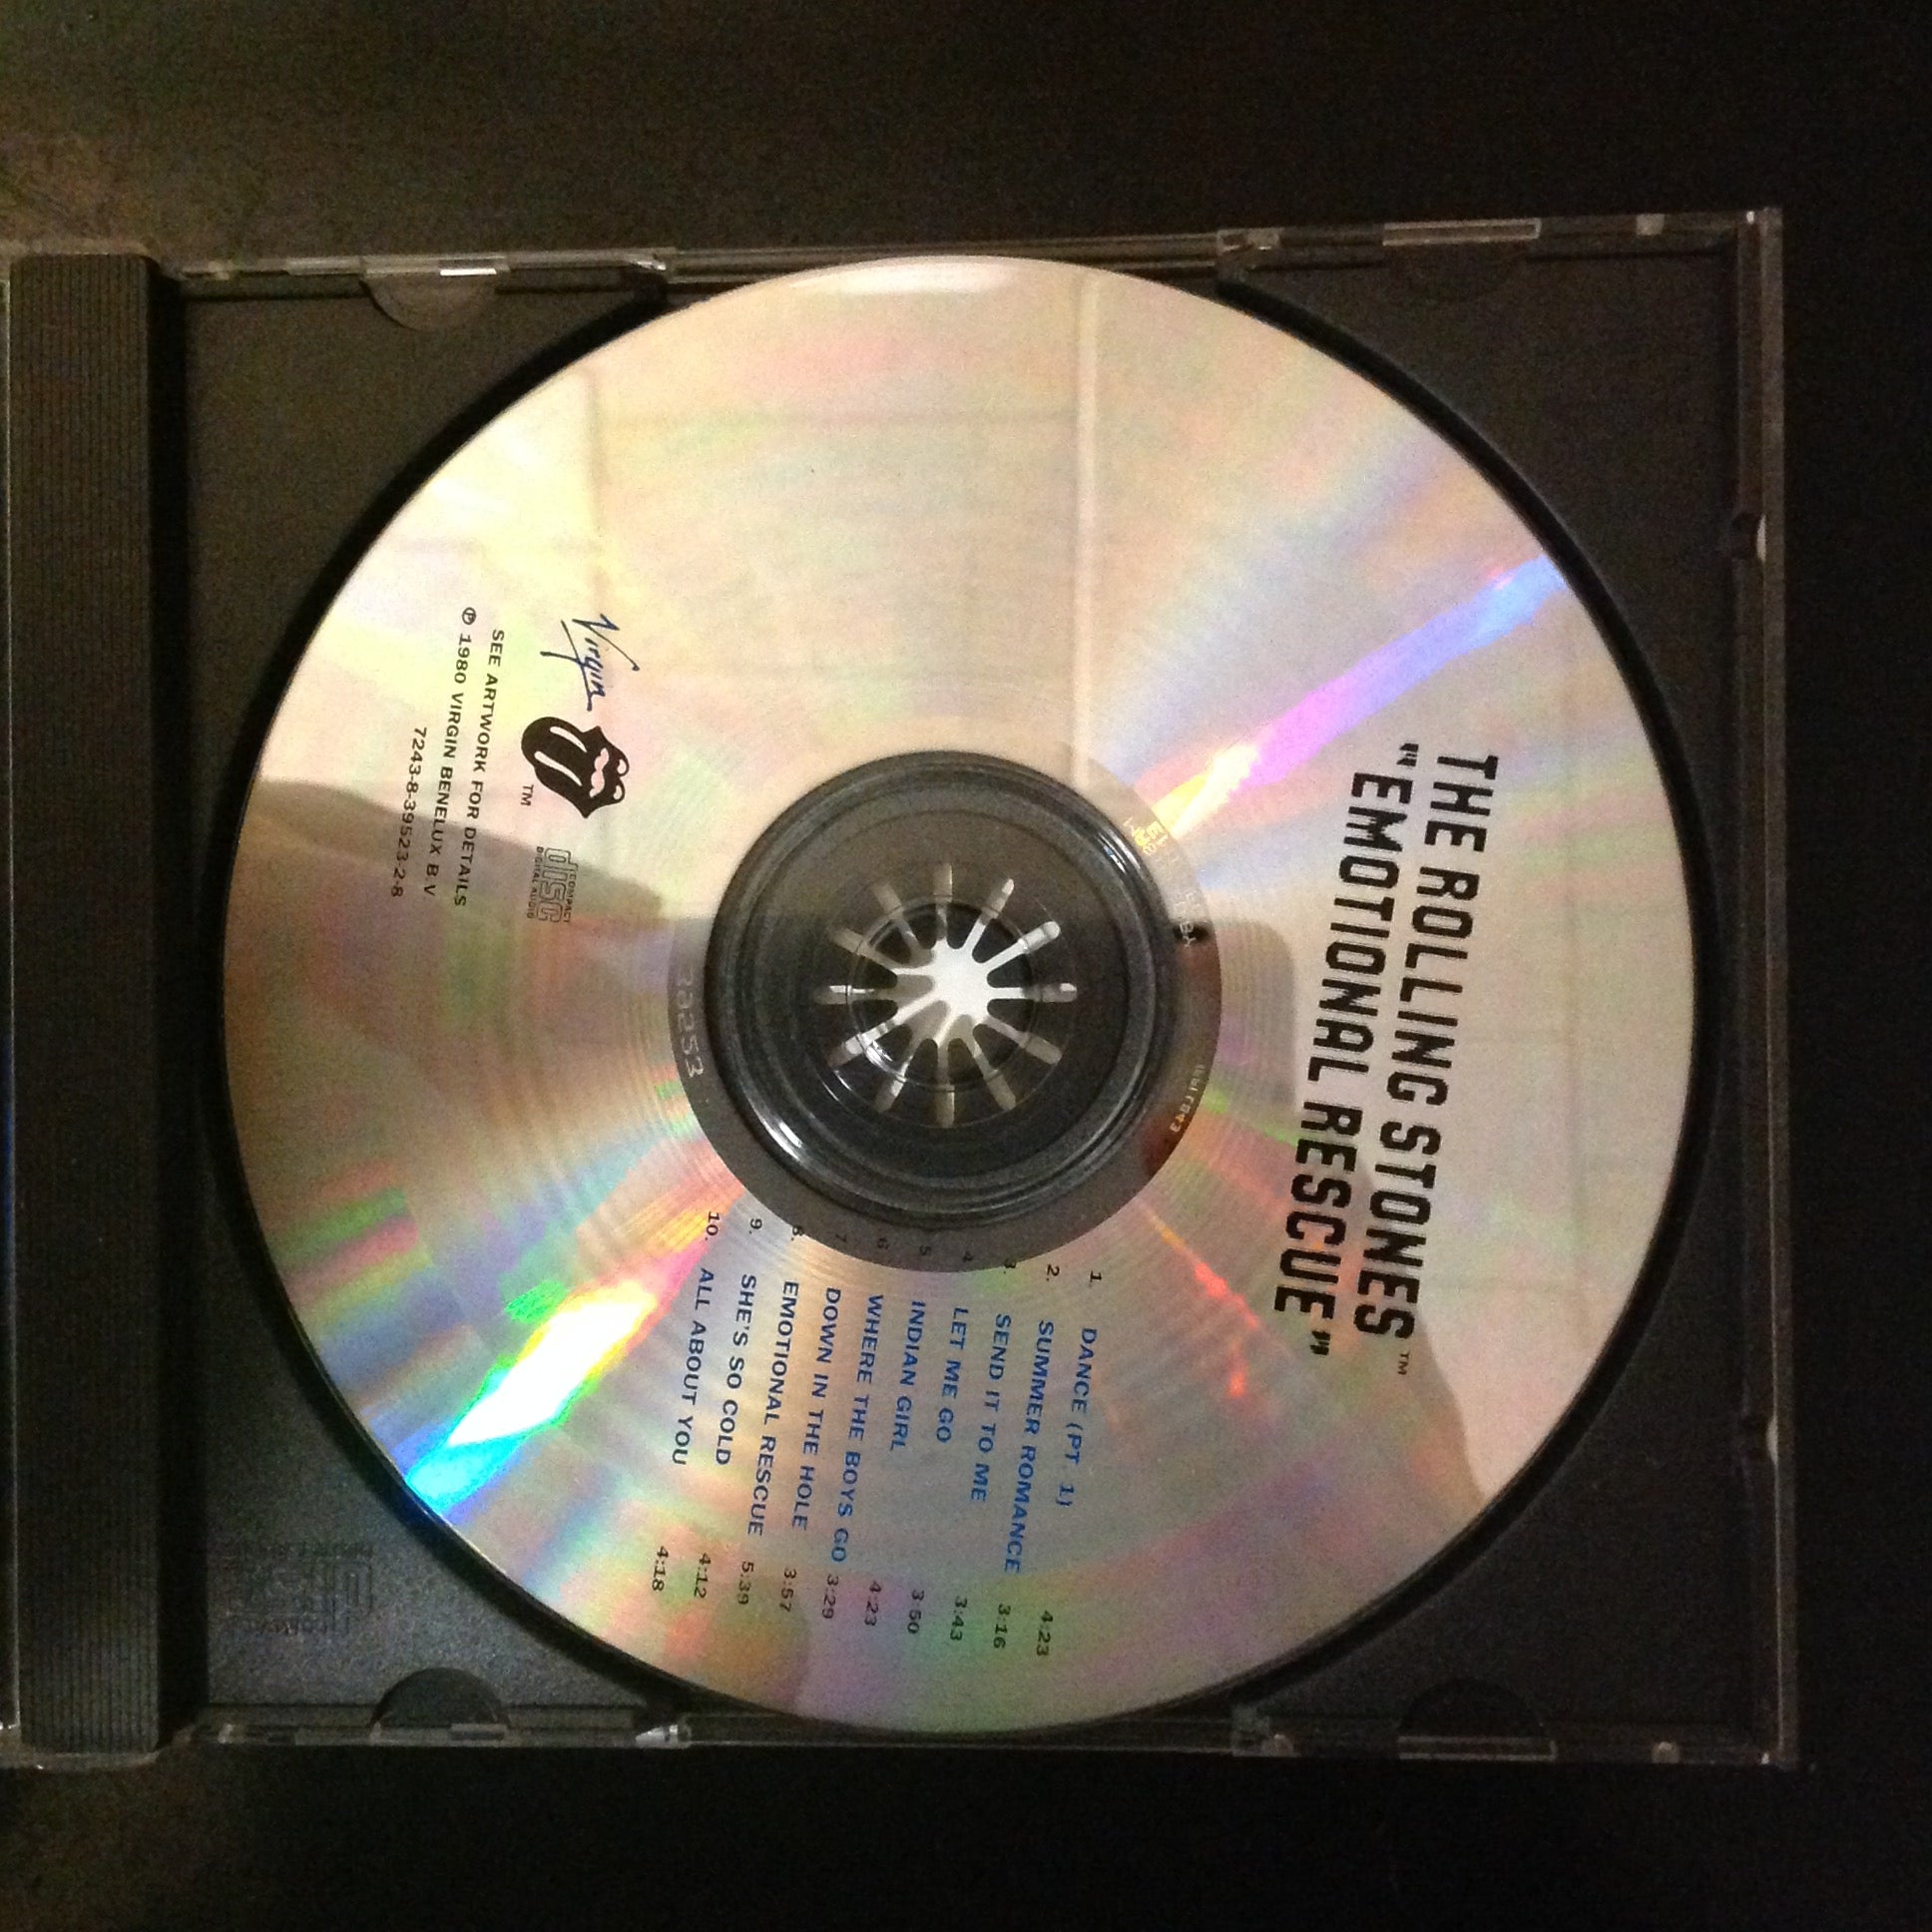 THE ROLLING STONES™
"EMOTIONAL RESCUE"
1. DANCE (PT. 1) 4:23
2. SUMMER ROMANCE 3:16
3. SEND IT TO ME 3:43
4. LET ME GO 3:50
5 INDIAN GIRL 4:23
6 WHERE THE BOYS GO 3:29
7 DOWN IN THE HOLE 3:57
8. EMOTIONAL RESCUE 5:39
9. SHE'S SO COLD 4:12
10. ALL ABOUT YOU 4:18
Virgin
TM
COMPACT
disc
DIGITAL AUDIO
SEE ARTWORK FOR DETAILS
℗ 1980 VIRGIN BENELUX B.V
7243-8-39523-2-8